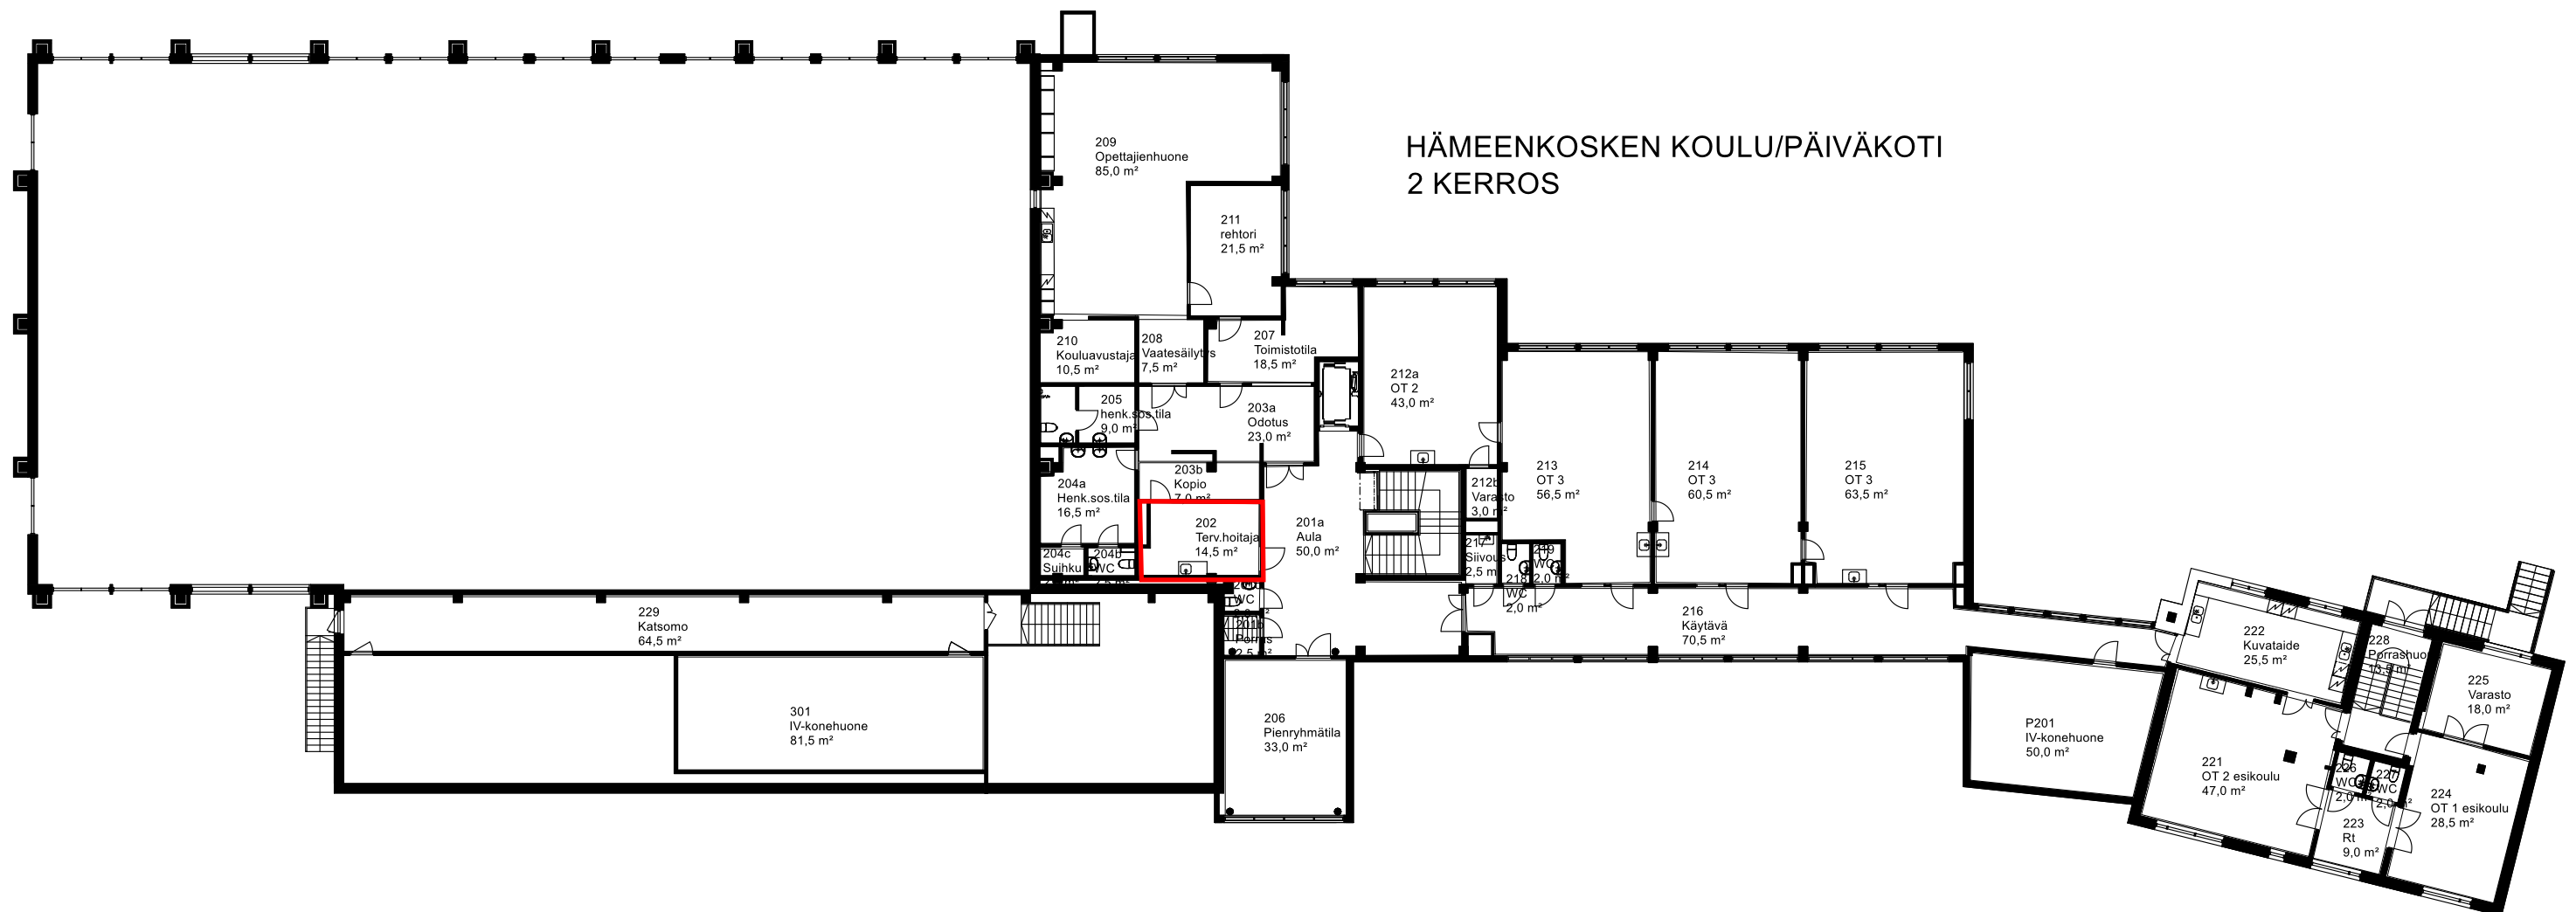 HÄMEENKOSKEN KOULU/PÄIVÄKOTI
2 KERROS
209
Opettajienhuone
85,0 m²
211
rehtori
21,5 m²
210
Kouluavustaja
10,5 m²
208
Vaatesäilytys
7,5 m²
207
Toimistotila
18,5 m²
205
henk.sos.tila
9,0 m²
203a
Odotus
23,0 m²
212a
OT 2
43,0 m²
204a
Henk.sos.tila
16,5 m²
203b
Kopio
7,0 m²
202
Terv.hoitaja
14,5 m²
201a
Aula
50,0 m²
212b
Varasto
3,0 m²
213
OT 3
56,5 m²
214
OT 3
60,5 m²
215
OT 3
63,5 m²
204c
Suihku
204b
WC
217
Siivous
2,5 m²
218
WC
2,0 m²
219
WC
2,0 m²
WC
201b
Porras
2,5 m²
216
Käytävä
70,5 m²
229
Katsomo
64,5 m²
301
IV-konehuone
81,5 m²
206
Pienryhmätila
33,0 m²
P201
IV-konehuone
50,0 m²
222
Kuvataide
25,5 m²
228
Porrashuone
13,5 m²
225
Varasto
18,0 m²
221
OT 2 esikoulu
47,0 m²
226
WC
2,0 m²
227
WC
2,0 m²
223
Rt
9,0 m²
224
OT 1 esikoulu
28,5 m²